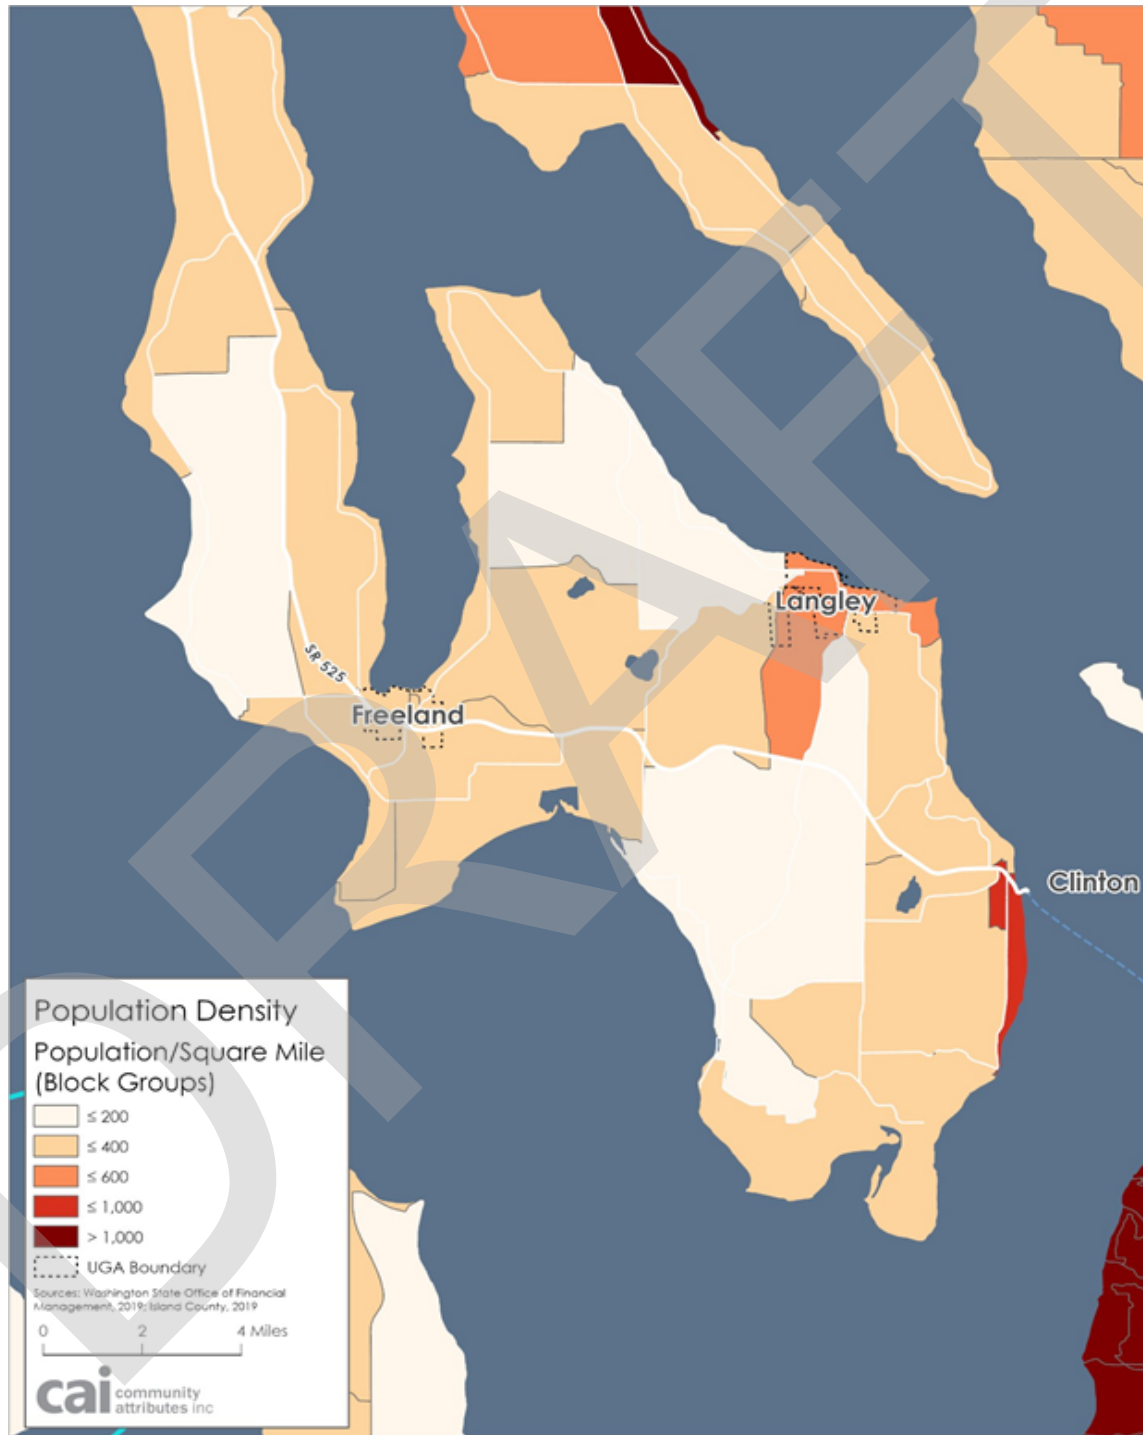 Langley
SR 525
Freeland
Clinton
Population Density
Population/Square Mile
(Block Groups)
≤ 200
≤ 400
≤ 600
≤ 1,000
> 1,000
UGA Boundary
Sources: Washington State Office of Financial
Management, 2019; Island County, 2019
0 2 4 Miles
cai community
attributes inc
DRAFT